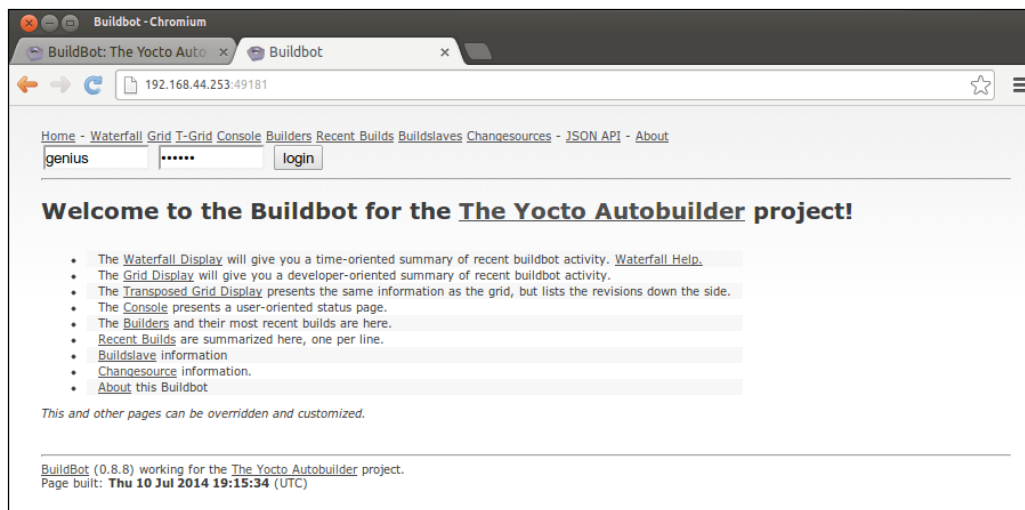 Buildbot - Chromium
BuildBot: The Yocto Auto
Buildbot
192.168.44.253:49181
Home - Waterfall Grid T-Grid Console Builders Recent Builds Buildslaves Changesources - JSON API - About
genius •••••• login
Welcome to the Buildbot for the The Yocto Autobuilder project!
• The Waterfall Display will give you a time-oriented summary of recent buildbot activity. Waterfall Help.
• The Grid Display will give you a developer-oriented summary of recent buildbot activity.
• The Transposed Grid Display presents the same information as the grid, but lists the revisions down the side.
• The Console presents a user-oriented status page.
• The Builders and their most recent builds are here.
• Recent Builds are summarized here, one per line.
• Buildslave information
• Changesource information.
• About this Buildbot
This and other pages can be overridden and customized.
BuildBot (0.8.8) working for the The Yocto Autobuilder project.
Page built: Thu 10 Jul 2014 19:15:34 (UTC)